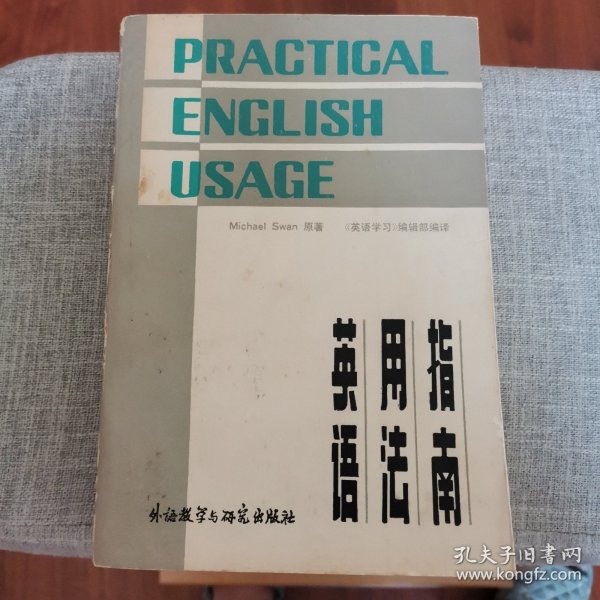 PRACTICAL
ENGLISH
USAGE
Michael Swan 原著 《英语学习》编辑部编译
英语
用法
指南
外语教学与研究出版社
孔夫子旧书网
www.kongfz.com